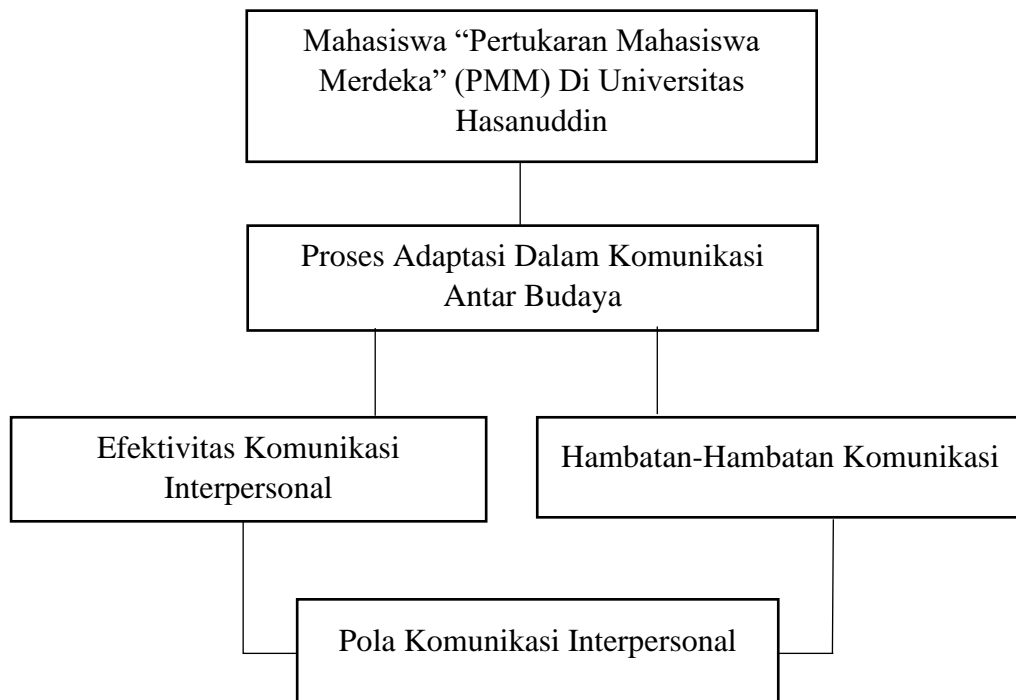 Mahasiswa “Pertukaran Mahasiswa
Merdeka” (PMM) Di Universitas
Hasanuddin
Proses Adaptasi Dalam Komunikasi
Antar Budaya
Efektivitas Komunikasi
Interpersonal
Hambatan-Hambatan Komunikasi
Pola Komunikasi Interpersonal